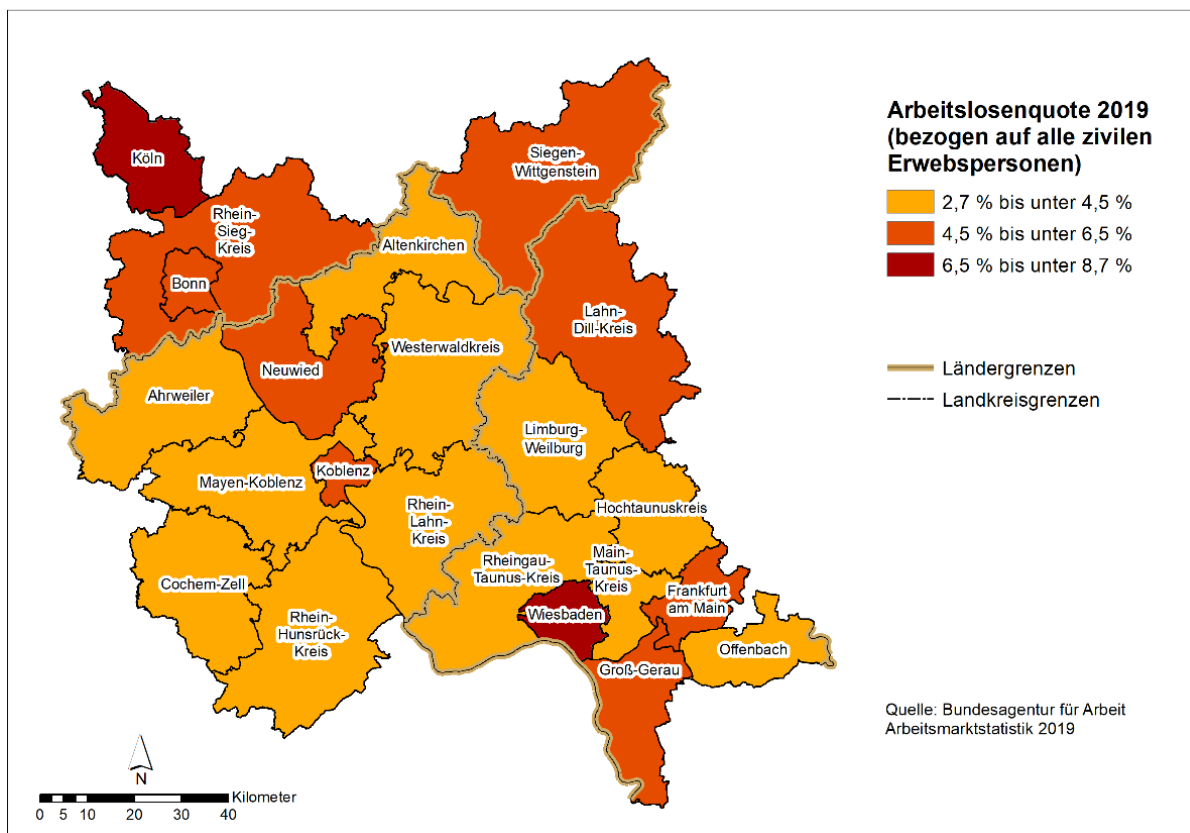 Arbeitslosenquote 2019
(bezogen auf alle zivilen
Erwebspersonen)
2,7 % bis unter 4,5 %
4,5 % bis unter 6,5 %
6,5 % bis unter 8,7 %
Ländergrenzen
Landkreisgrenzen
Quelle: Bundesagentur für Arbeit
Arbeitsmarktstatistik 2019
Köln
Siegen-
Wittgenstein
Rhein-
Sieg-
Kreis
Altenkirchen
Bonn
Lahn-
Dill-Kreis
Westerwaldkreis
Neuwied
Ahrweiler
Limburg-
Weilburg
Koblenz
Mayen-Koblenz
Hochtaunuskreis
Rhein-
Lahn-
Kreis
Rheingau-
Taunus-Kreis
Main-
Taunus-
Kreis
Cochem-Zell
Frankfurt
am Main
Wiesbaden
Rhein-
Hunsrück-
Kreis
Offenbach
Groß-Gerau
N
Kilometer
0 5 10 20 30 40